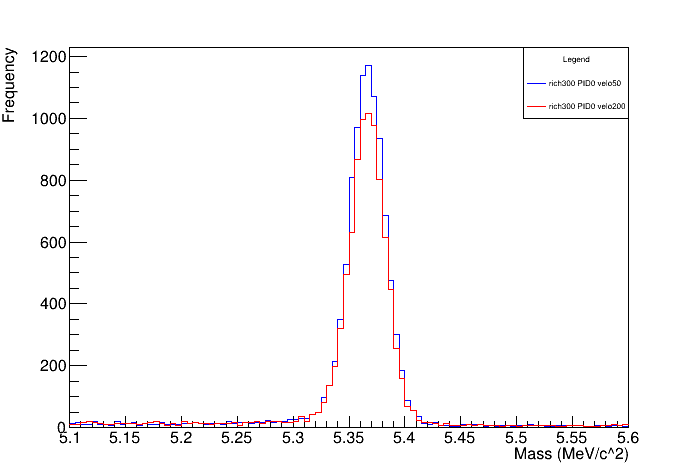 Frequency
1200
1000
800
600
400
200
0
5.1 5.15 5.2 5.25 5.3 5.35 5.4 5.45 5.5 5.55 5.6
Mass (MeV/c^2)
Legend
rich300 PID0 velo50
rich300 PID0 velo200